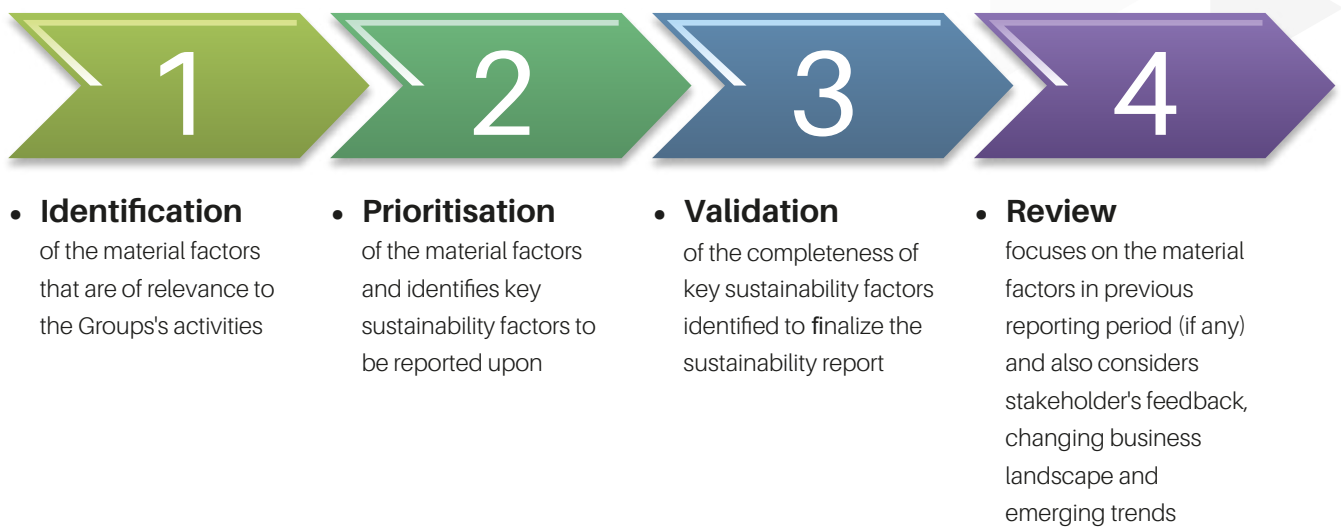 1
2
3
4
• Identification
of the material factors
that are of relevance to
the Groups's activities
• Prioritisation
of the material factors
and identifies key
sustainability factors to
be reported upon
• Validation
of the completeness of
key sustainability factors
identified to finalize the
sustainability report
• Review
focuses on the material
factors in previous
reporting period (if any)
and also considers
stakeholder's feedback,
changing business
landscape and
emerging trends